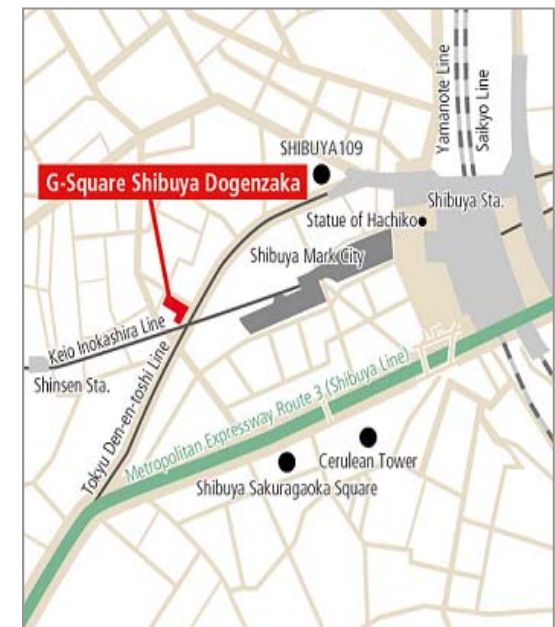 Yamanote Line
Saikyo Line
SHIBUYA109
G-Square Shibuya Dogenzaka
Shibuya Sta.
Statue of Hachiko
Shibuya Mark City
Keio Inokashira Line
Shinsen Sta.
Tokyu Den-en-toshi Line
Metropolitan Expressway Route 3 (Shibuya Line)
Cerulean Tower
Shibuya Sakuragaoka Square